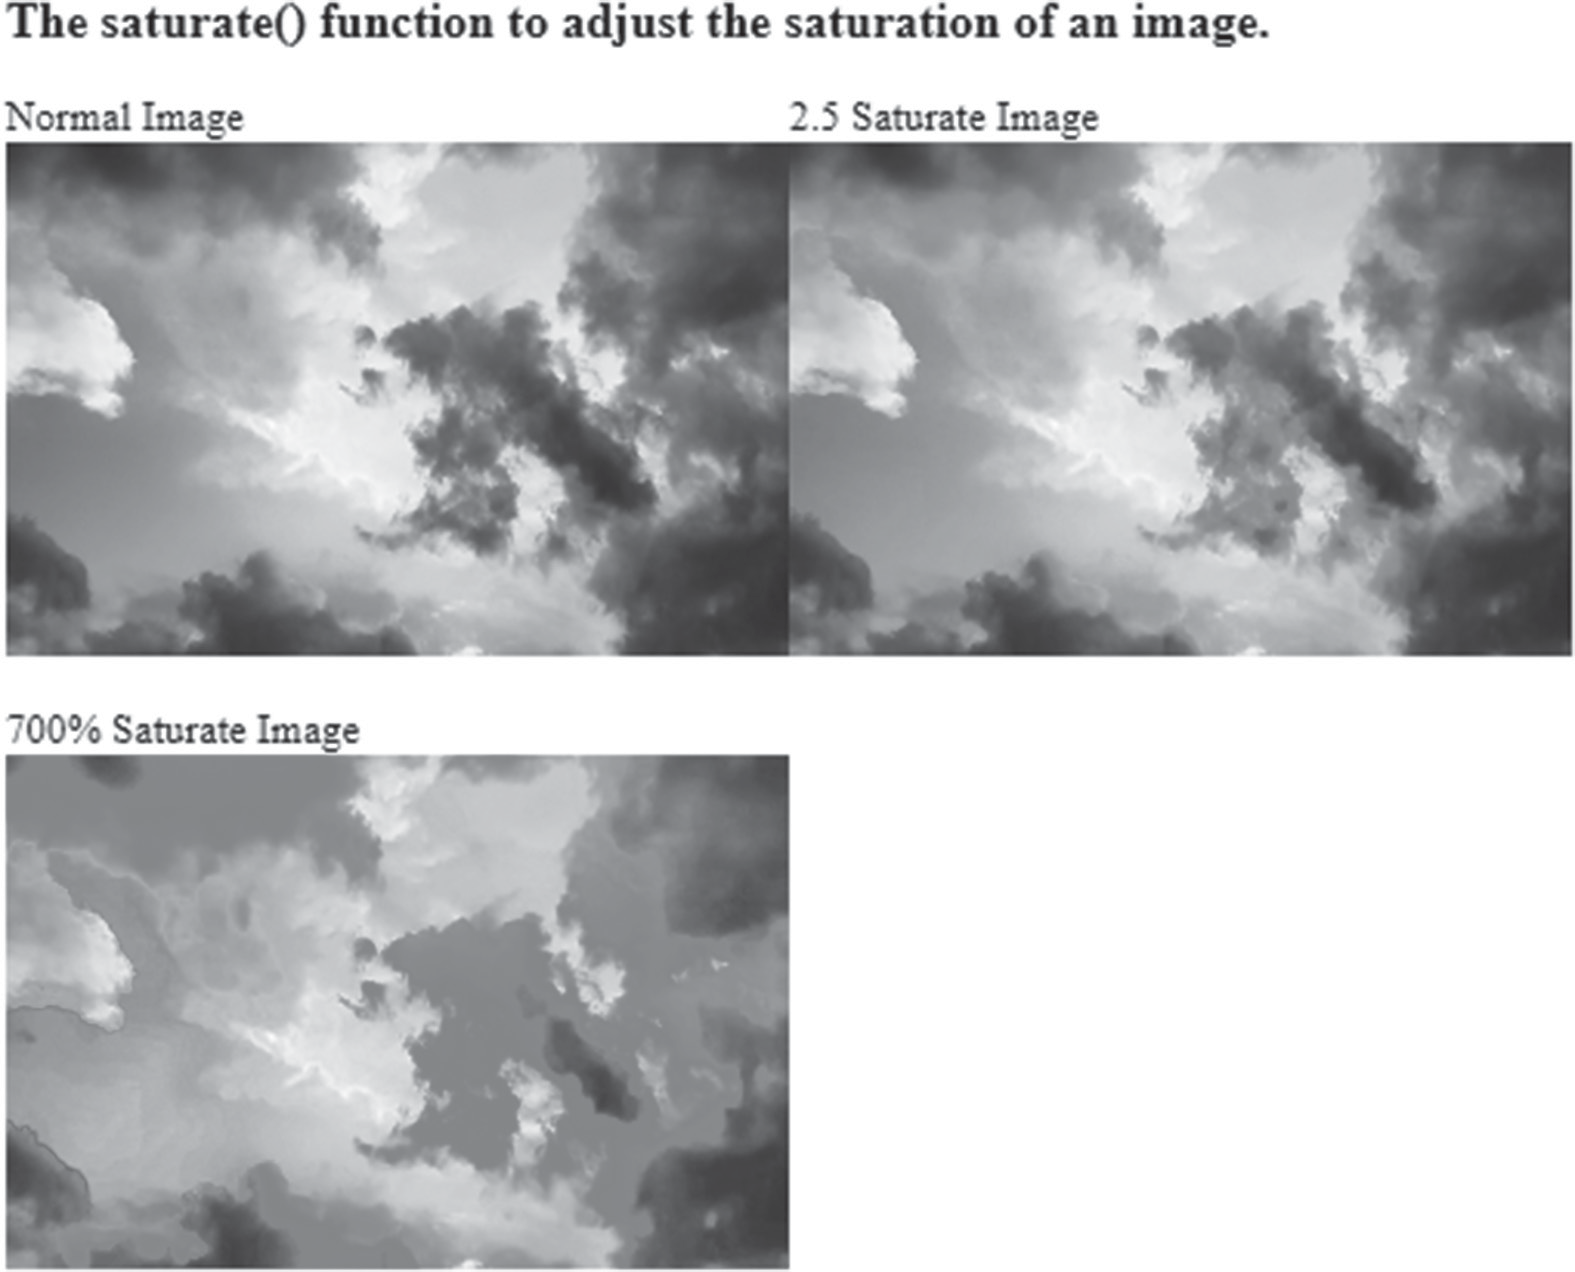 The saturate() function to adjust the saturation of an image.
Normal Image
2.5 Saturate Image
700% Saturate Image